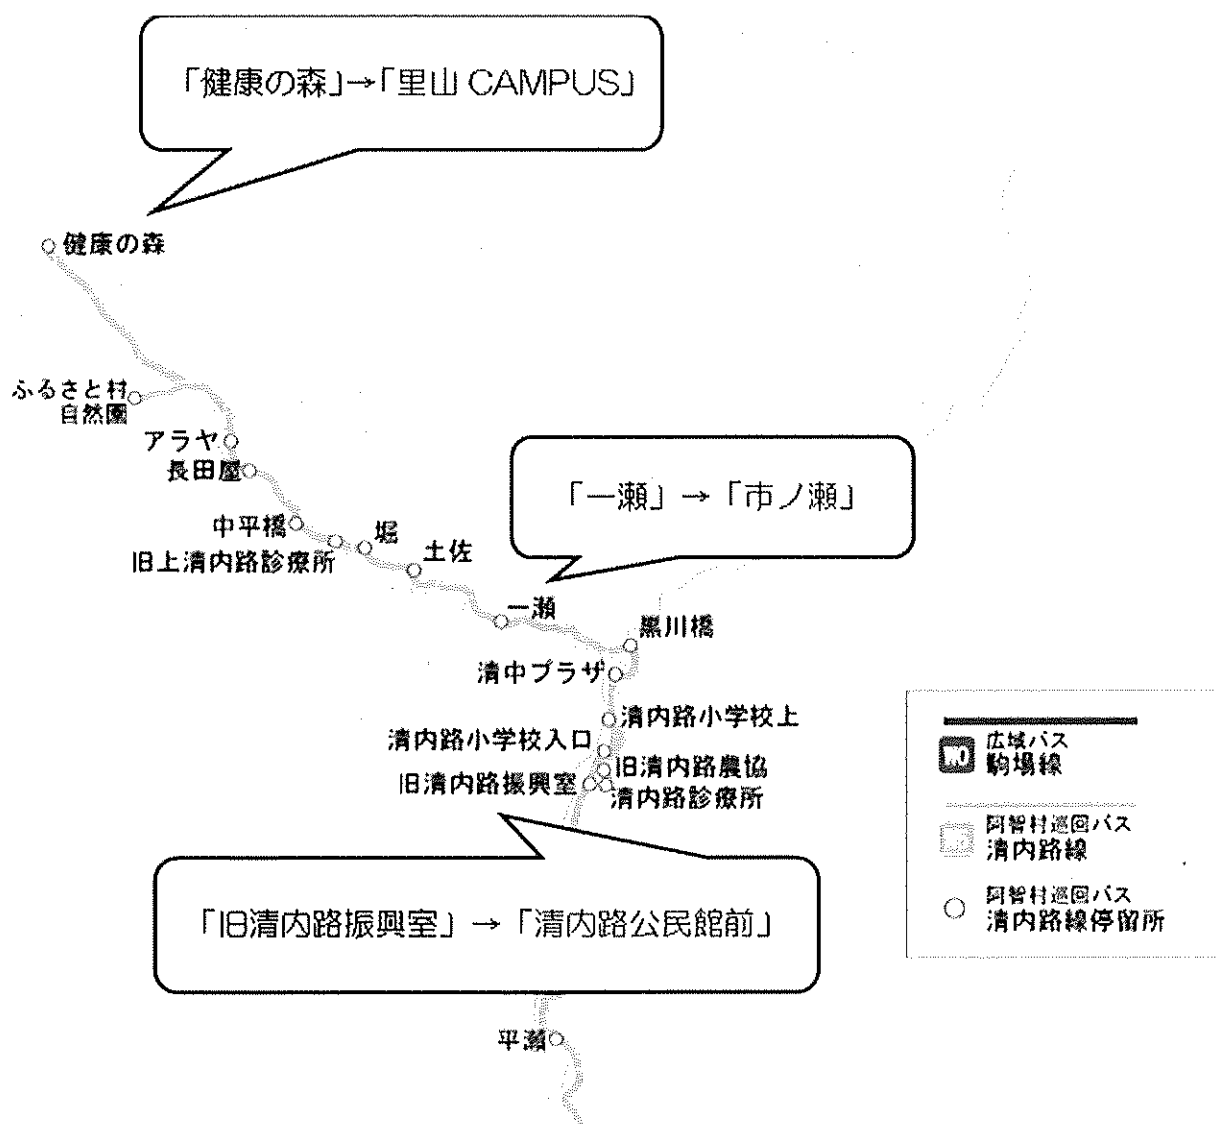 「健康の森」→「里山 CAMPUS」
健康の森
ふるさと村
自然園
アラヤ
長田屋
中平橋
旧上清内路診療所
堀
土佐
「一瀬」→「市ノ瀬」
一瀬
黒川橋
清中プラザ
清内路小学校上
清内路小学校入口
旧清内路農協
旧清内路振興室
清内路診療所
「旧清内路振興室」→「清内路公民館前」
平瀬
広域バス
駒場線
阿智村巡回バス
清内路線
阿智村巡回バス
清内路線停留所